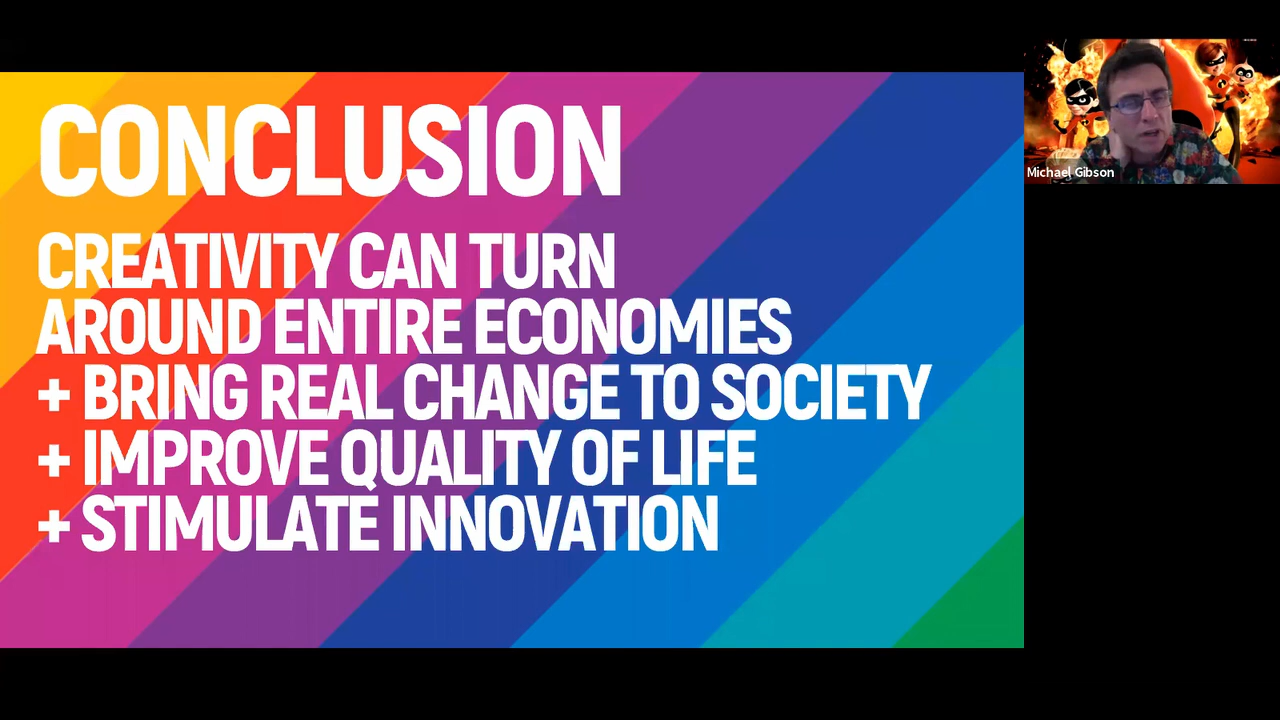 CONCLUSION
CREATIVITY CAN TURN
AROUND ENTIRE ECONOMIES
+ BRING REAL CHANGE TO SOCIETY
+ IMPROVE QUALITY OF LIFE
+ STIMULATE INNOVATION
Michael Gibson